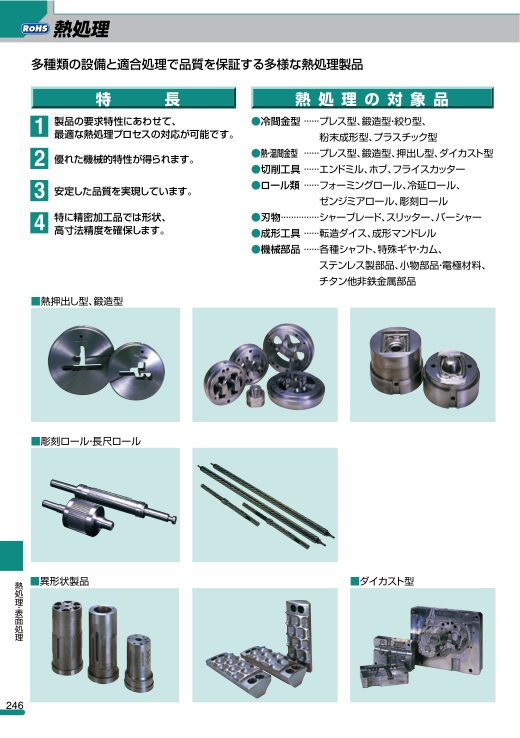 RoHS 熱処理
多種類の設備と適合処理で品質を保証する多様な熱処理製品
特 長
1 製品の要求特性にあわせて、
最適な熱処理プロセスの対応が可能です。
2 優れた機械的特性が得られます。
3 安定した品質を実現しています。
4 特に精密加工品では形状、
高寸法精度を確保します。
熱処理の対象品
●冷間金型……プレス型、鍛造型・絞り型、
粉末成形型、プラスチック型
●熱・温間金型……プレス型、鍛造型、押出し型、ダイカスト型
●切削工具……エンドミル、ホブ、フライスカッター
●ロール類……フォーミングロール、冷延ロール、
ゼンジミアロール、彫刻ロール
●刃物……………シャーブレード、スリッター、バーシャー
●成形工具……転造ダイス、成形マンドレル
●機械部品……各種シャフト、特殊ギヤ・カム、
ステンレス製部品、小物部品・電極材料、
チタン他非鉄金属部品
■熱押出し型、鍛造型
■彫刻ロール・長尺ロール
■異形状製品
■ダイカスト型
熱処理・表面処理
246